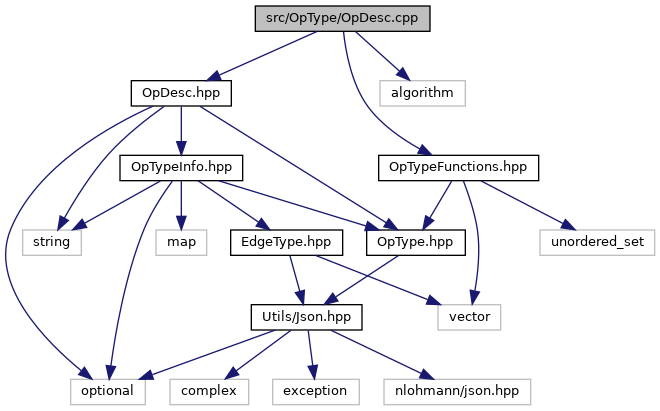 src/OpType/OpDesc.cpp
OpDesc.hpp
algorithm
OpTypeInfo.hpp
OpTypeFunctions.hpp
string
map
EdgeType.hpp
OpType.hpp
unordered_set
Utils/Json.hpp
vector
optional
complex
exception
nlohmann/json.hpp